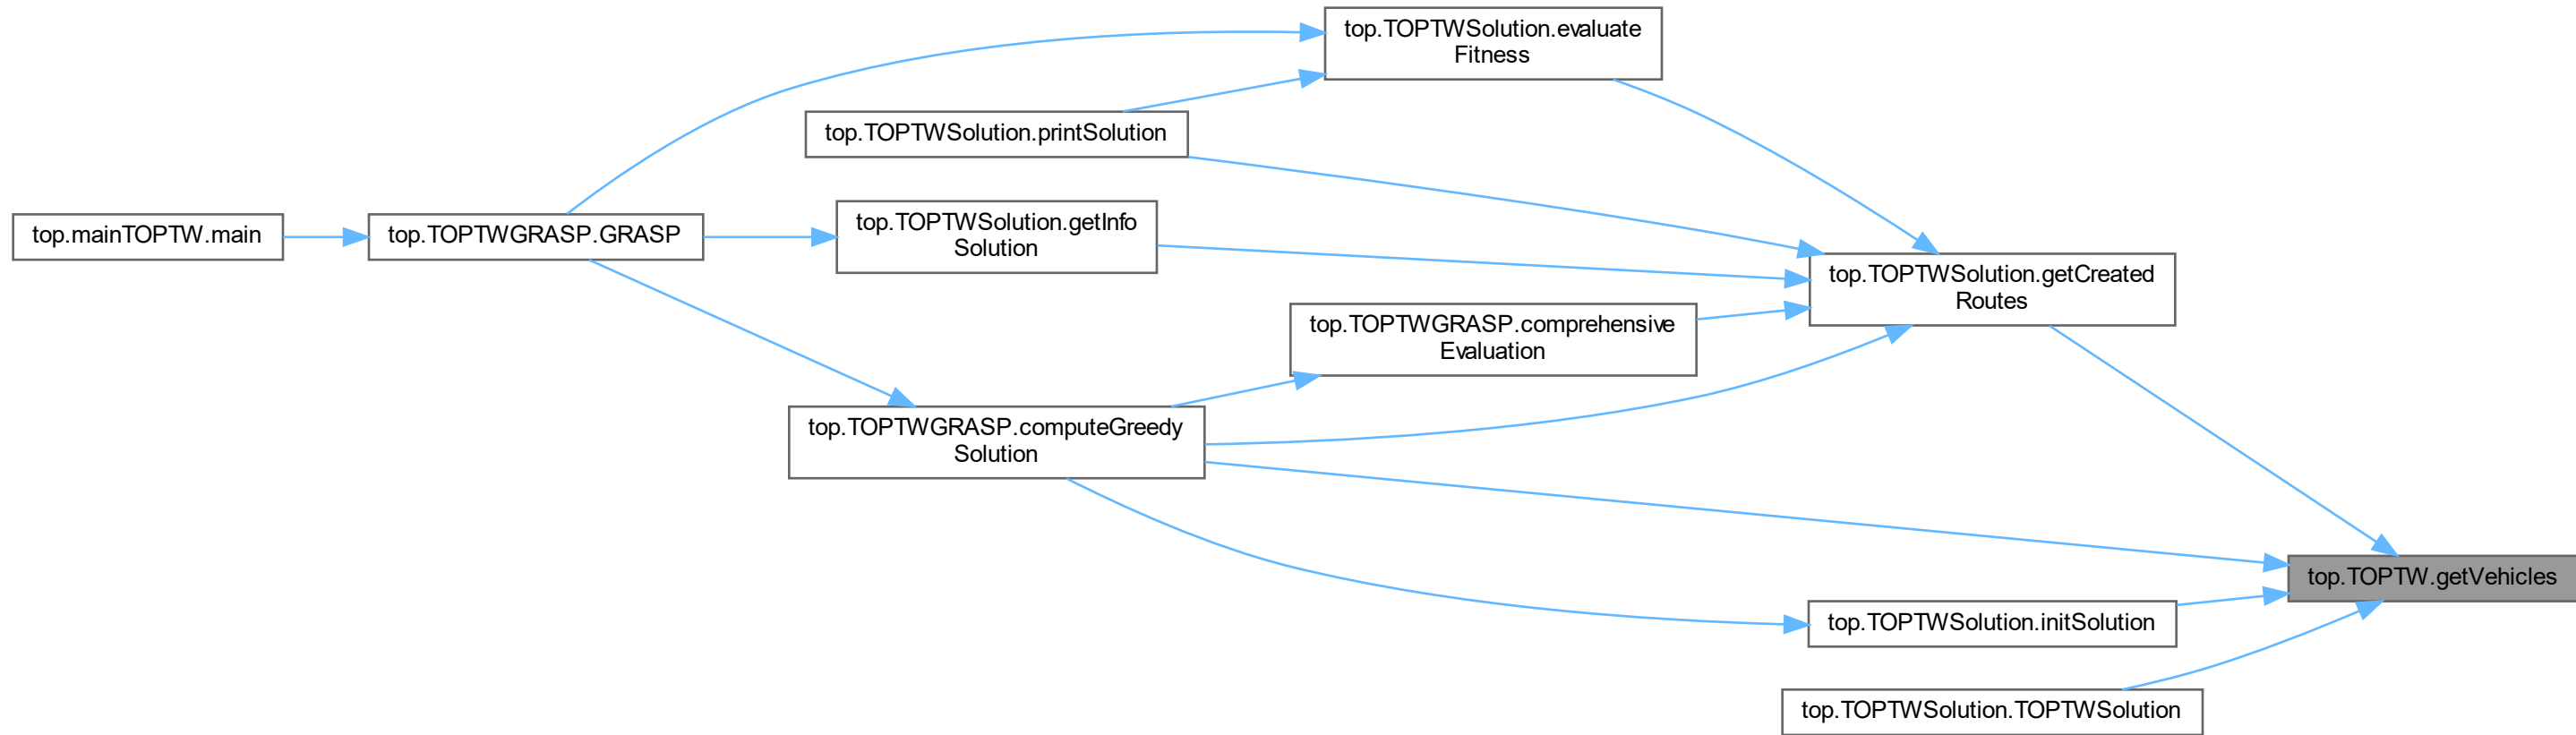 top.TOPTWSolution.evaluate
Fitness
top.TOPTWSolution.printSolution
top.TOPTWSolution.getInfo
Solution
top.mainTOPTW.main
top.TOPTWGRASP.GRASP
top.TOPTWSolution.getCreated
Routes
top.TOPTWGRASP.comprehensive
Evaluation
top.TOPTWGRASP.computeGreedy
Solution
top.TOPTW.getVehicles
top.TOPTWSolution.initSolution
top.TOPTWSolution.TOPTWSolution